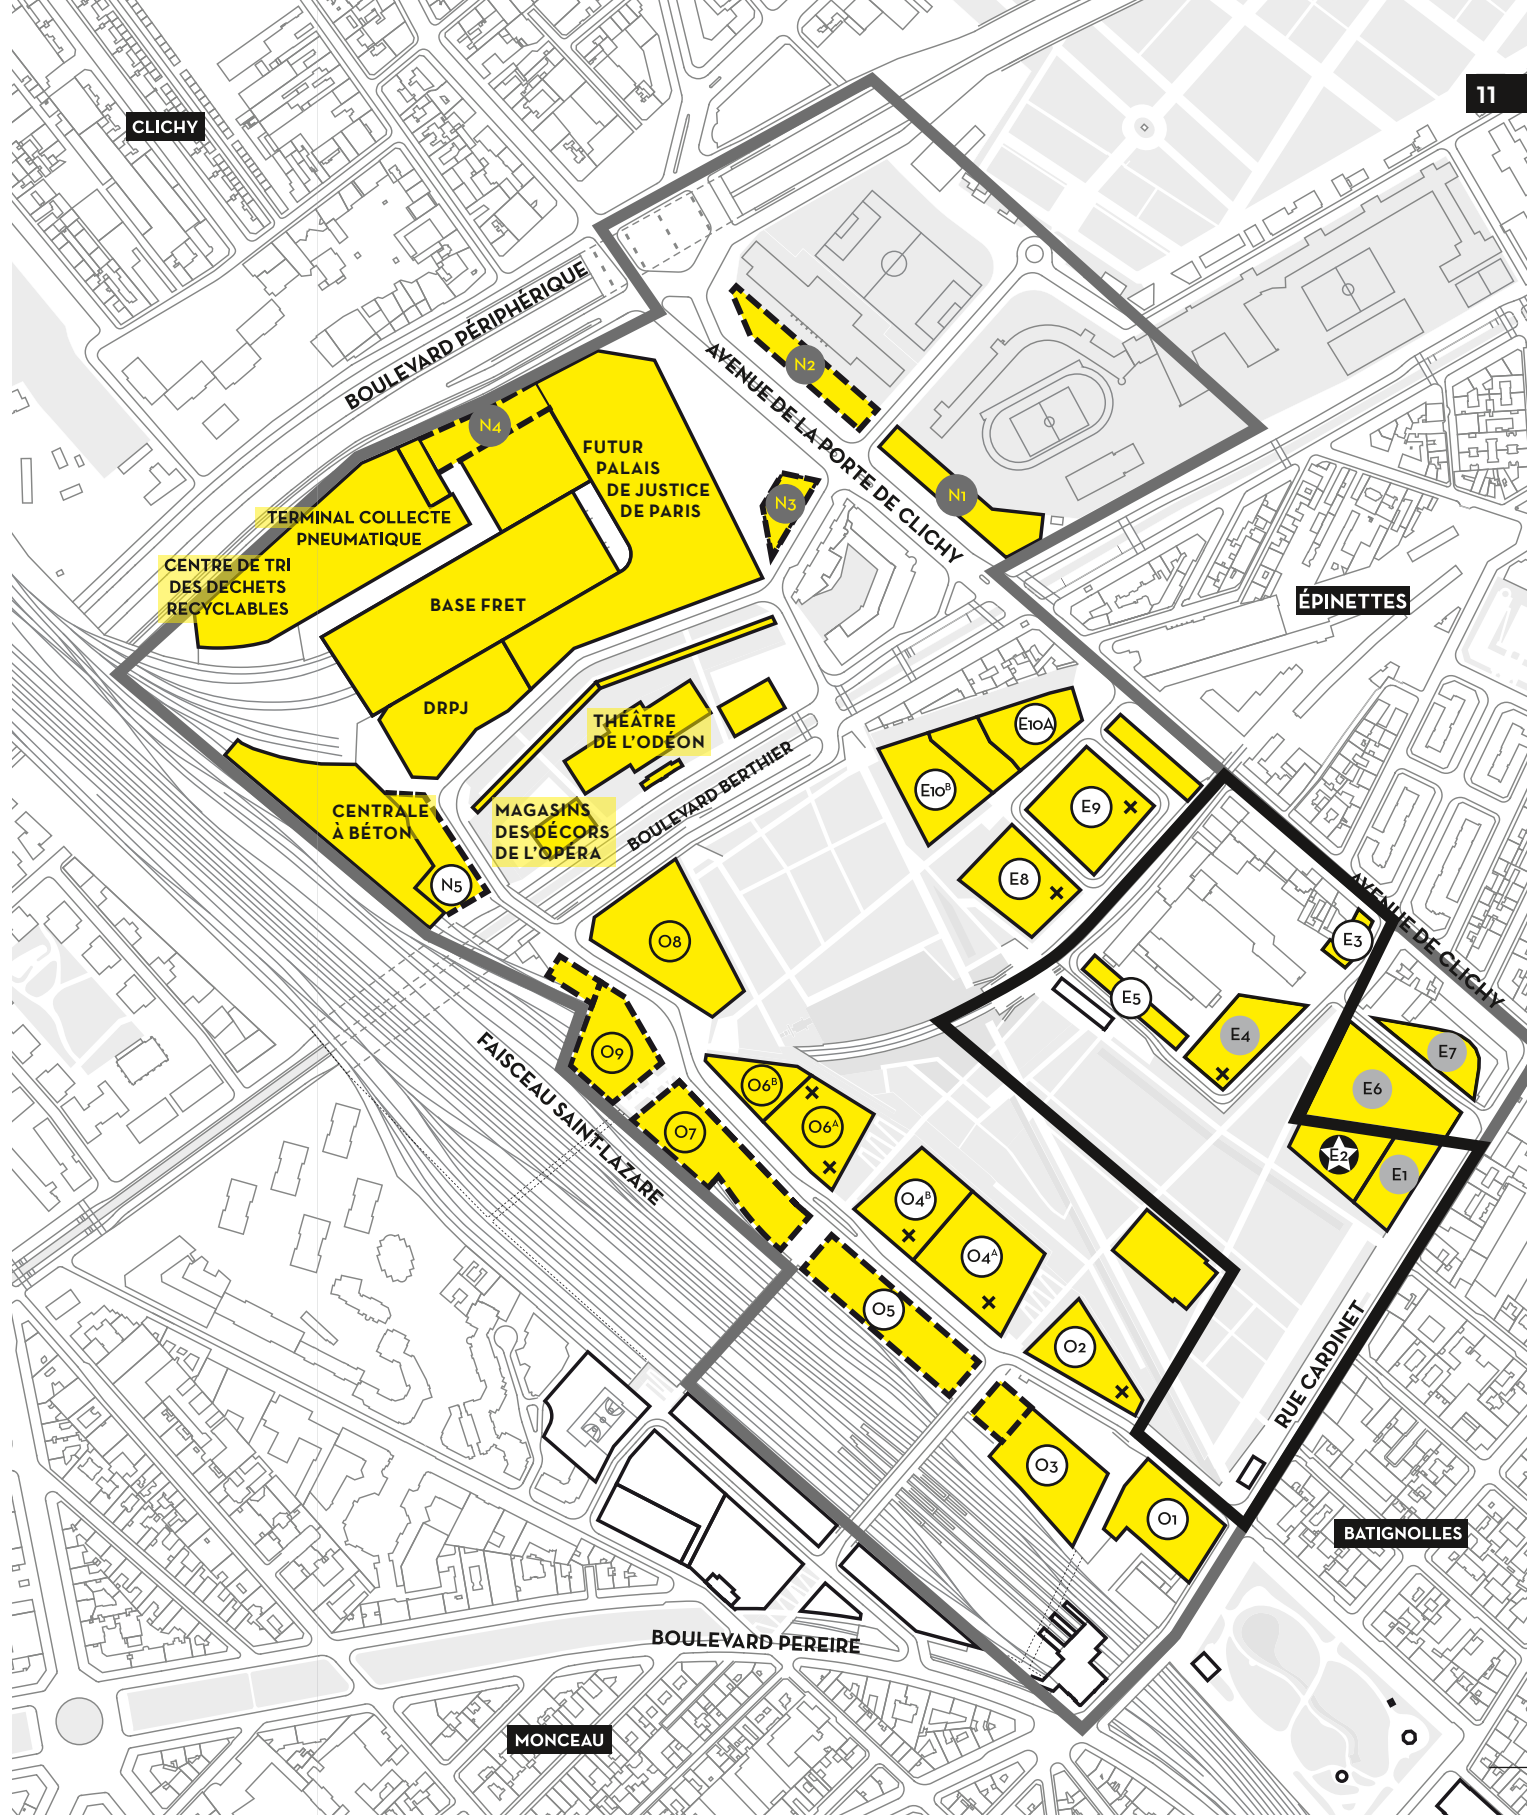 11
CLICHY
BOULEVARD PÉRIPHÉRIQUE
N2
AVENUE DE LA PORTE DE CLICHY
N4
FUTUR
PALAIS
DE JUSTICE
DE PARIS
N1
N3
TERMINAL COLLECTE
PNEUMATIQUE
CENTRE DE TRI
DES DECHETS
RECYCLABLES
BASE FRET
ÉPINETTES
DRPJ
THÉÂTRE
DE L'ODÉON
E10A
E10B
E9
CENTRALE
À BÉTON
MAGASINS
DES DÉCORS
DE L'OPÉRA
BOULEVARD BERTHIER
N5
E8
AVENUE DE CLICHY
E3
O8
E5
E4
E7
O9
E6
FAISCEAU SAINT-LAZARE
O6B
O6A
O7
E2
E1
O4B
O4A
O5
O2
RUE CARDINET
O3
O1
BATIGNOLLES
BOULEVARD PEREIRE
MONCEAU